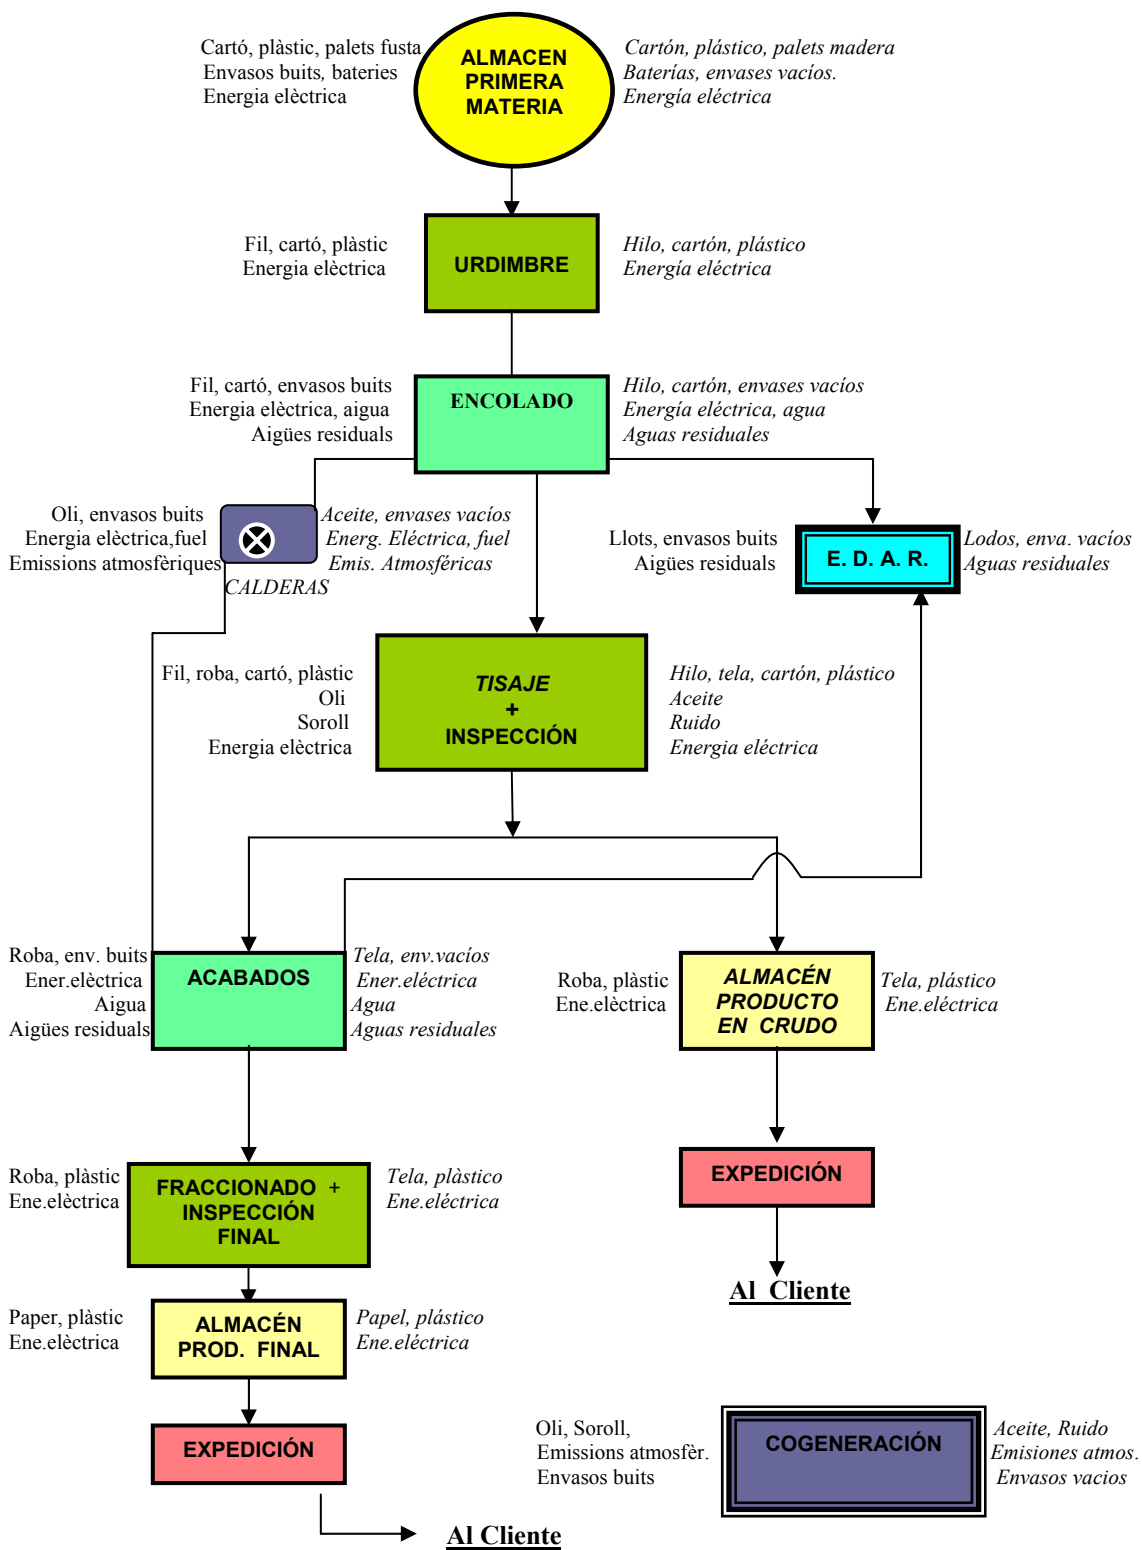 Cartó, plàstic, palets fusta
Envasos buits, bateries
Energia elèctrica
ALMACEN
PRIMERA
MATERIA
Cartón, plástico, palets madera
Baterías, envases vacíos.
Energía eléctrica
Fil, cartó, plàstic
Energia elèctrica
URDIMBRE
Hilo, cartón, plástico
Energía eléctrica
Fil, cartó, envasos buits
Energia elèctrica, aigua
Aigües residuals
ENCOLADO
Hilo, cartón, envases vacíos
Energía eléctrica, agua
Aguas residuales
Oli, envasos buits
Energia elèctrica,fuel
Emissions atmosfèriques
CALDERAS
Aceite, envases vacíos
Energ. Eléctrica, fuel
Emis. Atmosféricas
Llots, envasos buits
Aigües residuals
E. D. A. R.
Lodos, enva. vacíos
Aguas residuales
Fil, roba, cartó, plàstic
Oli
Soroll
Energia elèctrica
TISAJE
+
INSPECCIÓN
Hilo, tela, cartón, plástico
Aceite
Ruido
Energia eléctrica
Roba, env. buits
Ener.elèctrica
Aigua
Aigües residuals
ACABADOS
Tela, env.vacíos
Ener.eléctrica
Agua
Aguas residuales
Roba, plàstic
Ene.elèctrica
ALMACÉN
PRODUCTO
EN CRUDO
Tela, plástico
Ene.eléctrica
Roba, plàstic
Ene.elèctrica
FRACCIONADO +
INSPECCIÓN
FINAL
Tela, plàstico
Ene.eléctrica
EXPEDICIÓN
Al Cliente
Paper, plàstic
Ene.elèctrica
ALMACÉN
PROD. FINAL
Papel, plástico
Ene.eléctrica
EXPEDICIÓN
Al Cliente
Oli, Soroll,
Emissions atmosfèr.
Envasos buits
COGENERACIÓN
Aceite, Ruido
Emisiones atmos.
Envasos vacios